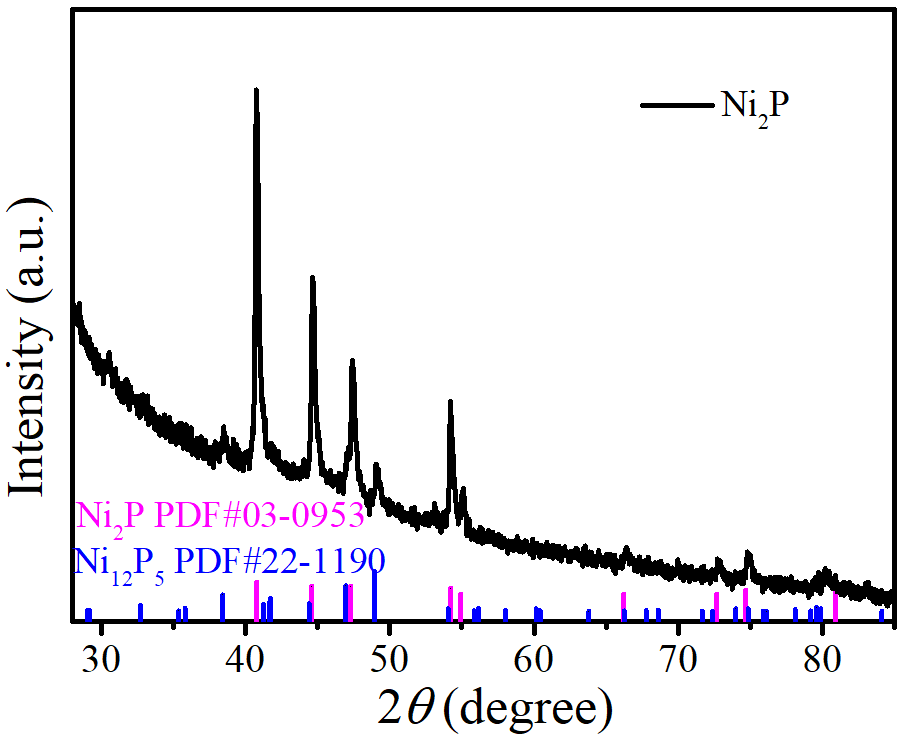 Ni₂P
Intensity (a.u.)
Ni₂P PDF#03-0953
Ni₁₂P₅ PDF#22-1190
30 40 50 60 70 80
2θ (degree)